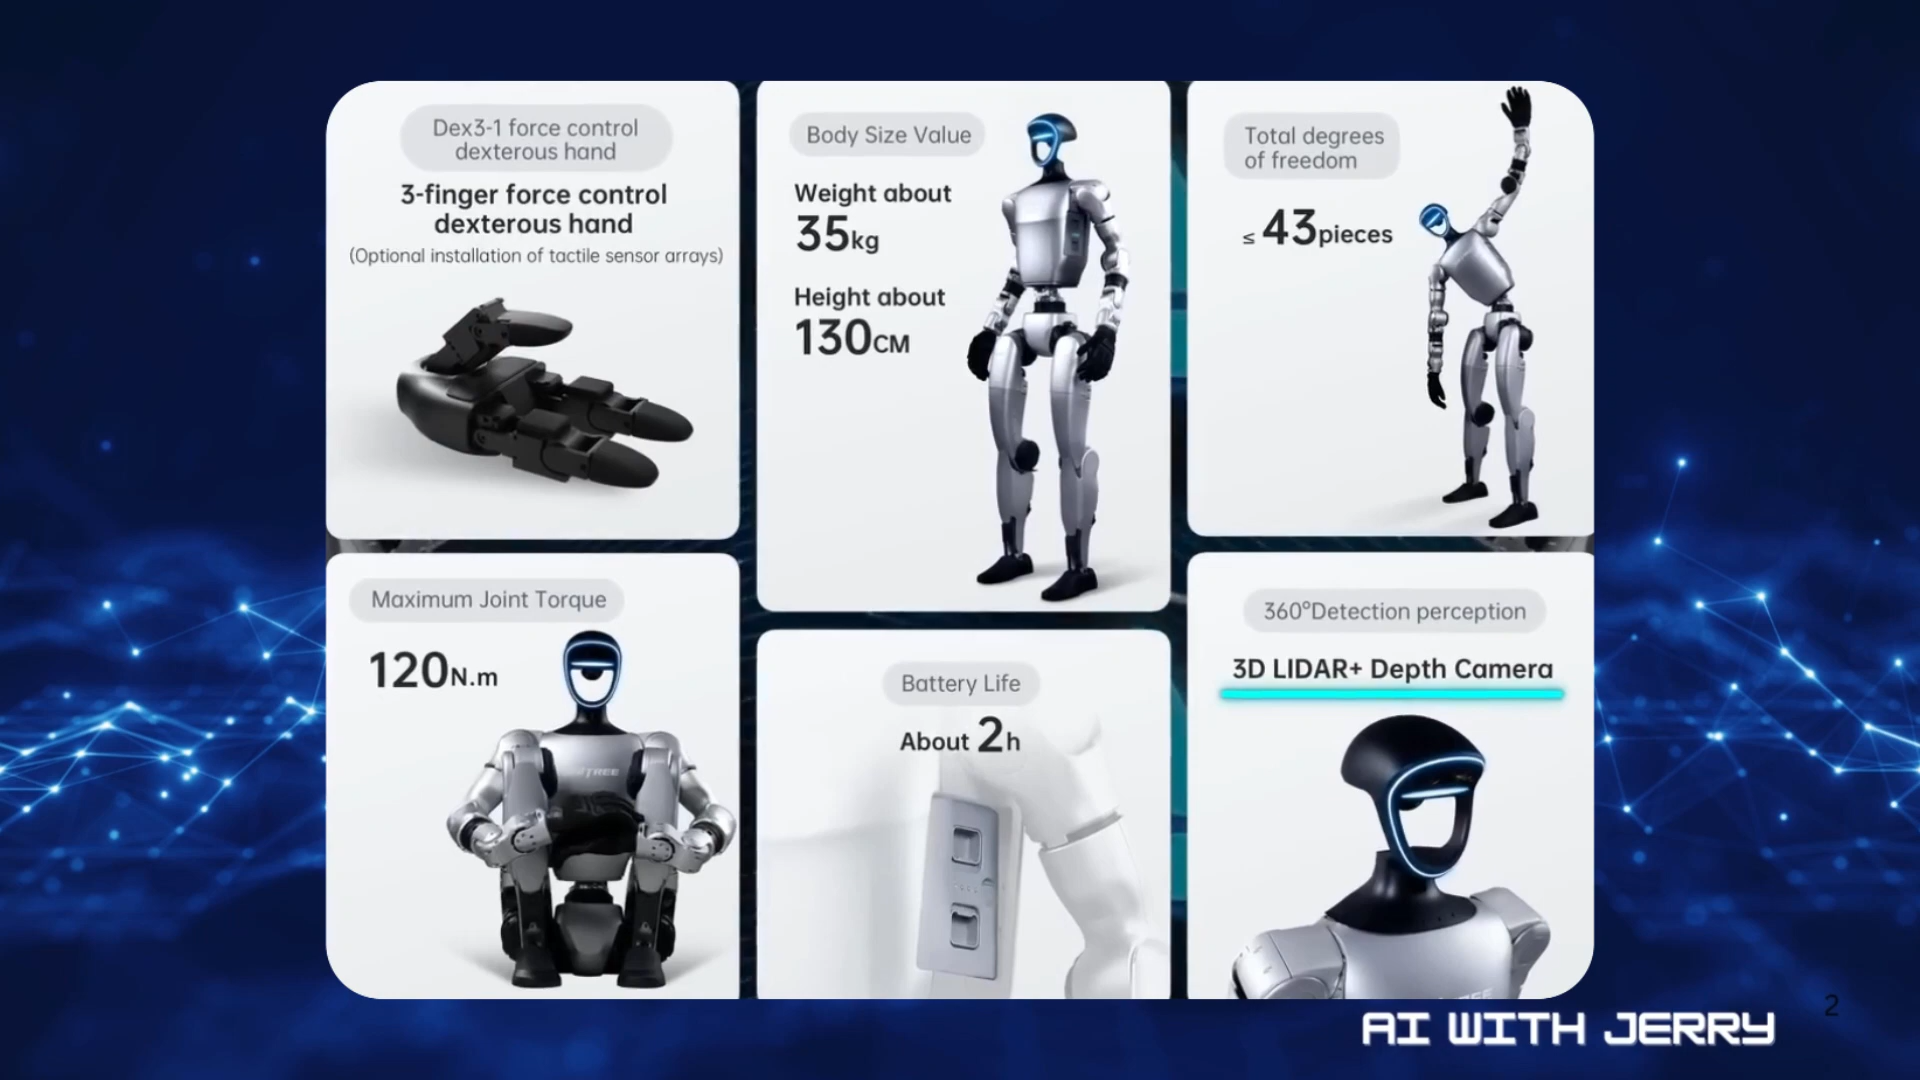 Dex3-1 force control
dexterous hand
3-finger force control
dexterous hand
(Optional installation of tactile sensor arrays)
Body Size Value
Weight about
35kg
Height about
130CM
Total degrees
of freedom
≤ 43pieces
Maximum Joint Torque
120N.m
Battery Life
About 2h
360°Detection perception
3D LIDAR+ Depth Camera
AI WITH JERRY
2